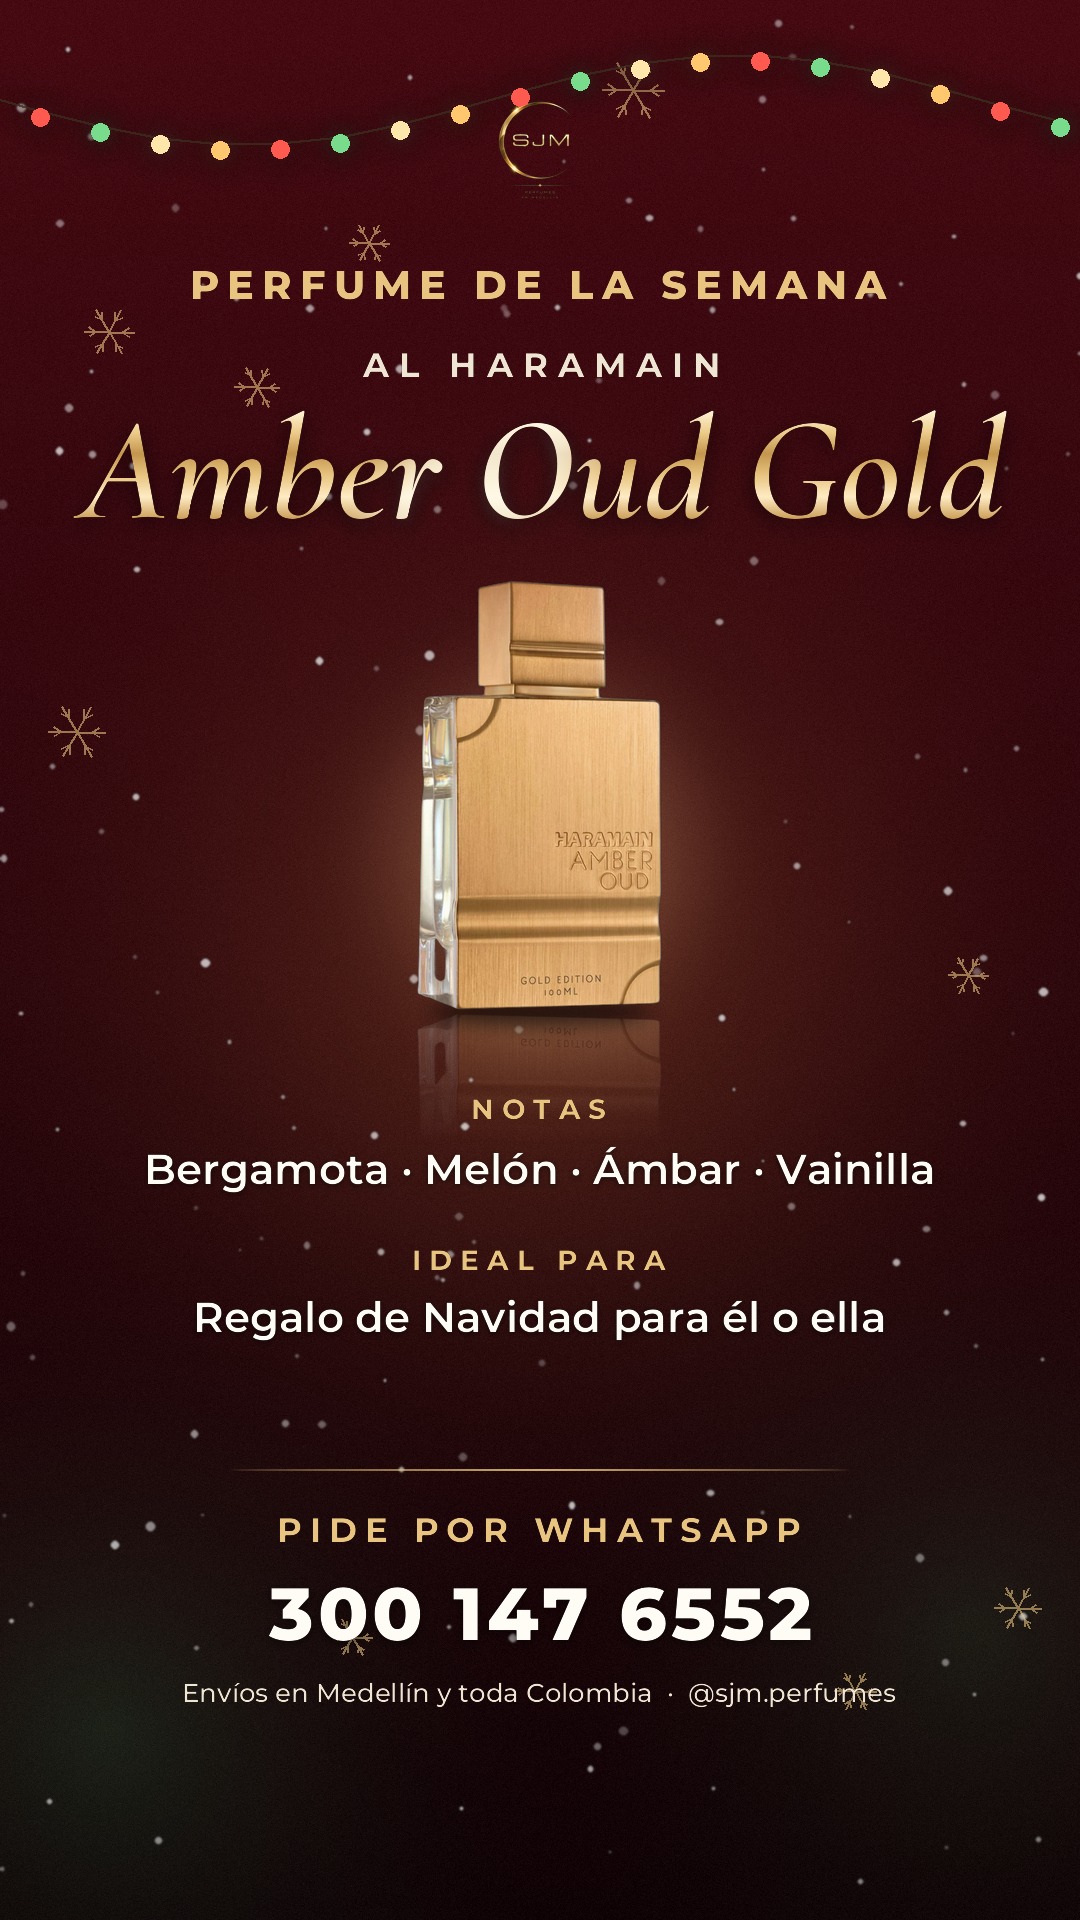 SJM
PERFUME DE LA SEMANA
AL HARAMAIN
Amber Oud Gold
HARAMAIN
AMBER
OUD
GOLD EDITION
100ML
NOTAS
Bergamota · Melón · Ámbar · Vainilla
IDEAL PARA
Regalo de Navidad para él o ella
PIDE POR WHATSAPP
300 147 6552
Envíos en Medellín y toda Colombia · @sjm.perfumes